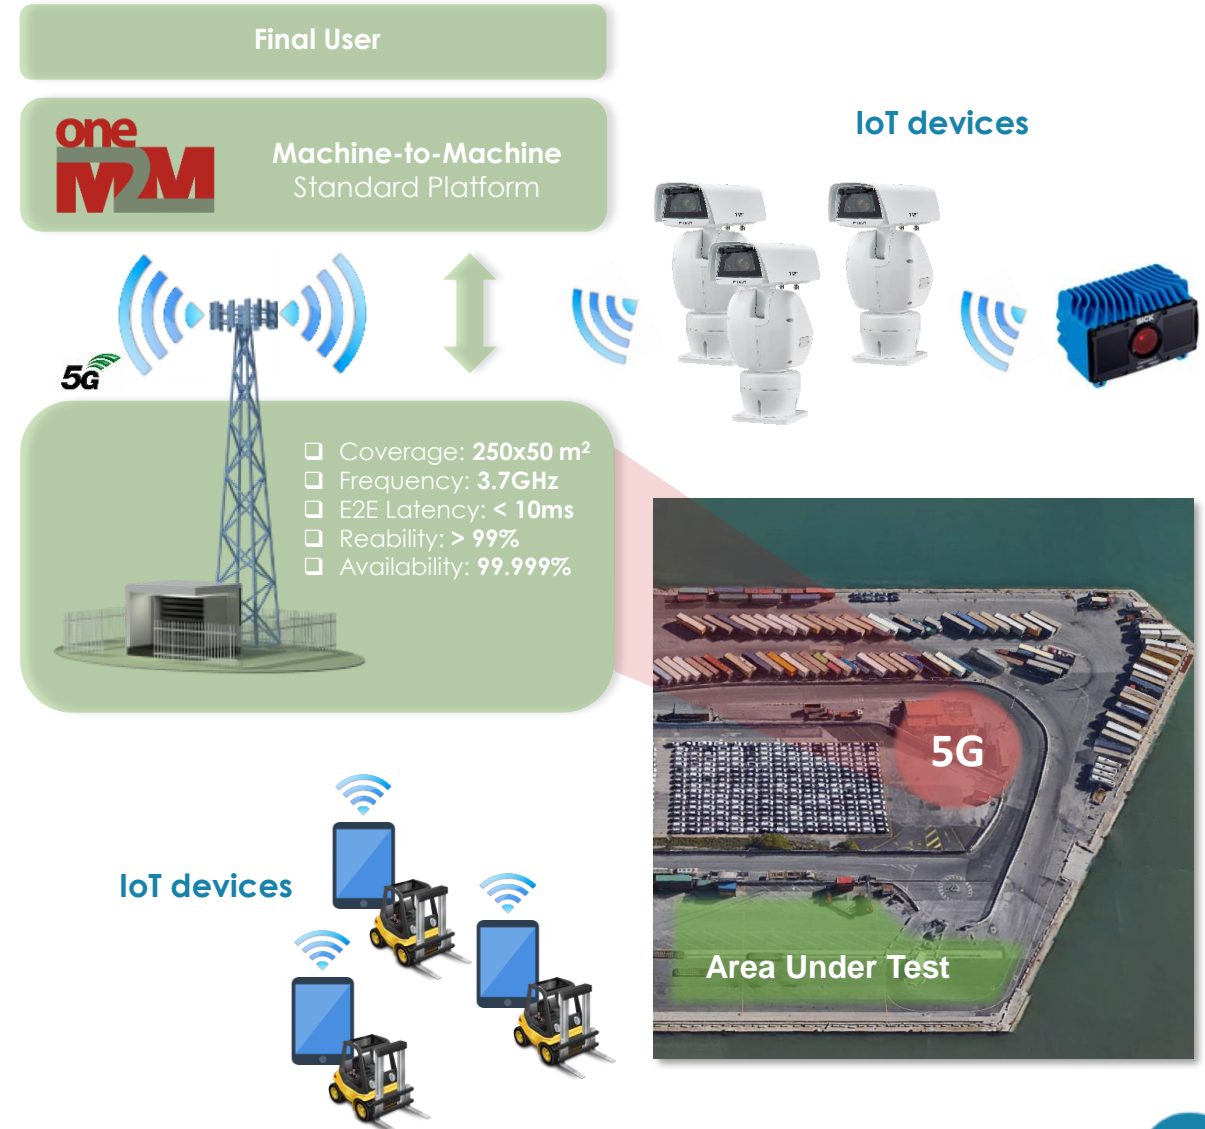 Final User
one
M2M
Machine-to-Machine
Standard Platform
IoT devices
5G
SICK
❑ Coverage: 250x50 m²
❑ Frequency: 3.7GHz
❑ E2E Latency: < 10ms
❑ Reability: > 99%
❑ Availability: 99.999%
5G
IoT devices
Area Under Test